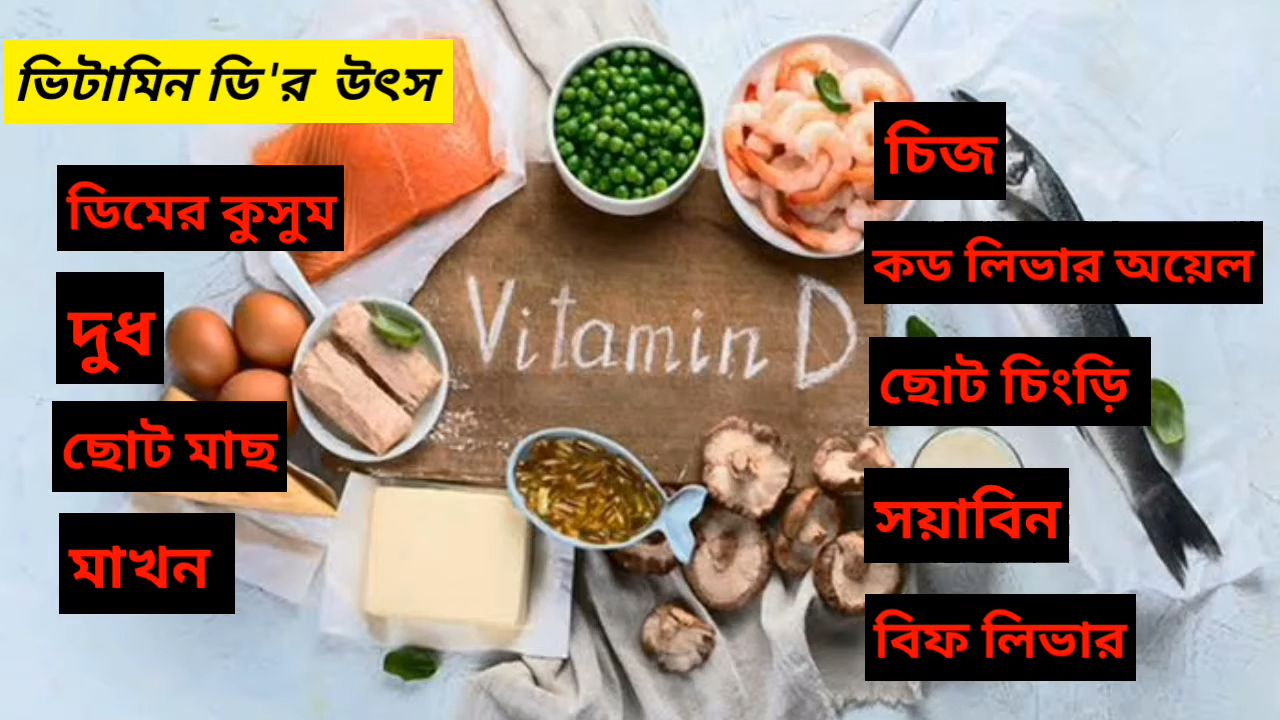 ভিটামিন ডি'র উৎস
ডিমের কুসুম
দুধ
ছোট মাছ
মাখন
Vitamin D
চিজ
কড লিভার অয়েল
ছোট চিংড়ি
সয়াবিন
বিফ লিভার